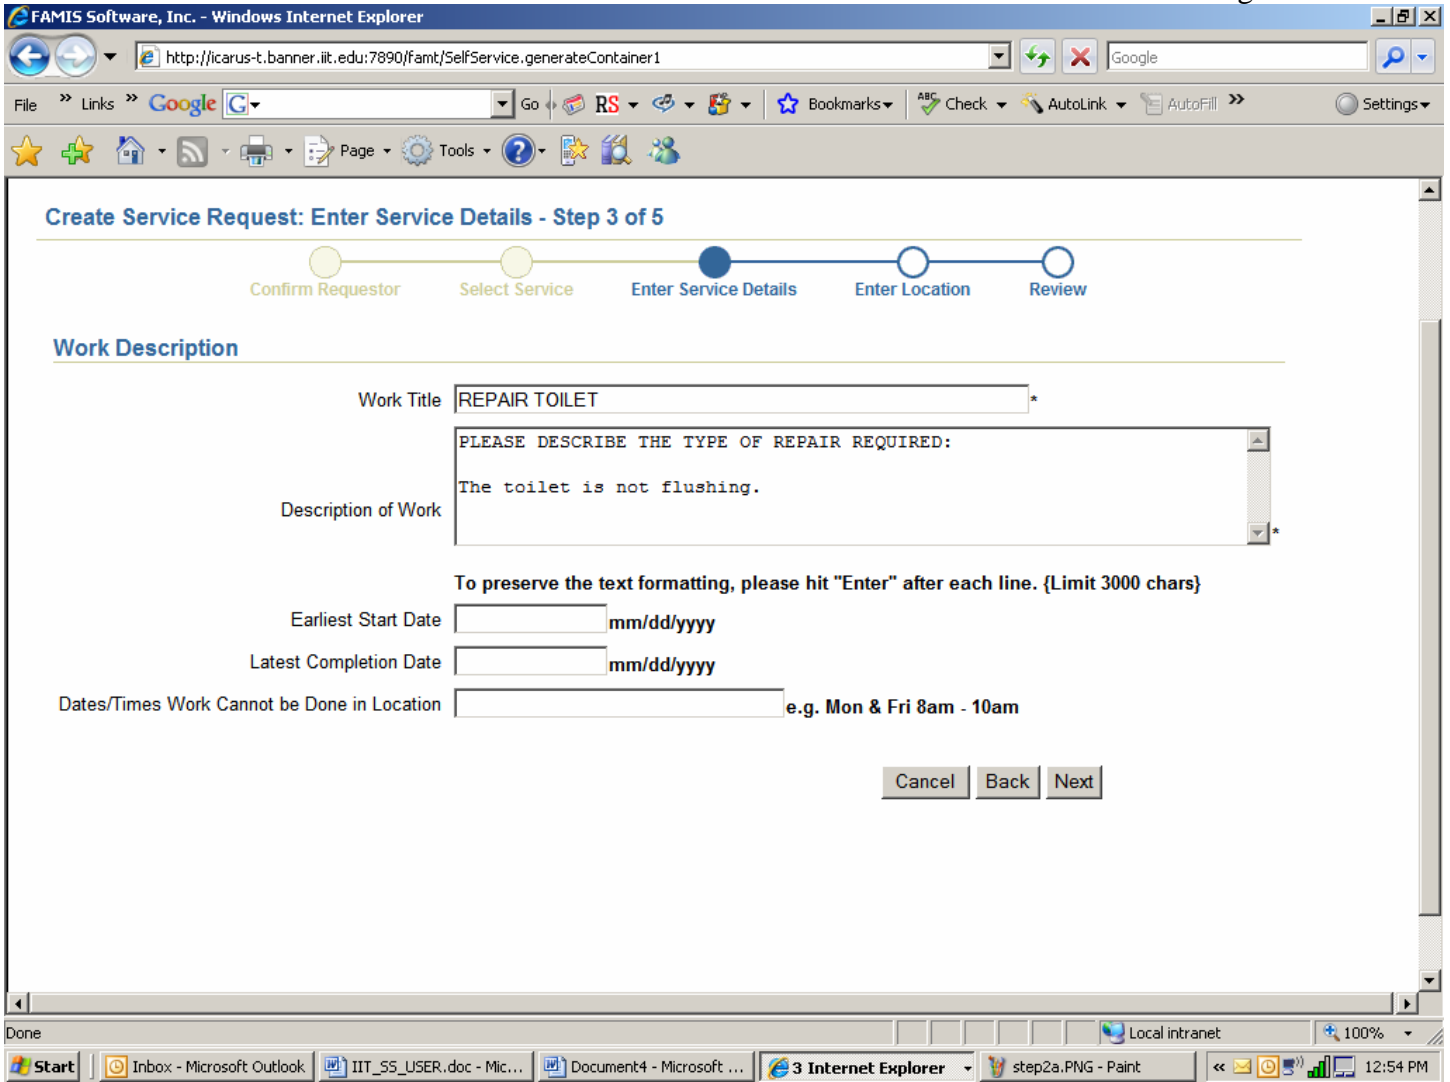 FAMIS Software, Inc. - Windows Internet Explorer
http://icarus-t.banner.iit.edu:7890/famt/SelfService.generateContainer1
Google
File » Links » Google G Go RS Bookmarks ABC Check AutoLink AutoFill » Settings
Page Tools
Create Service Request: Enter Service Details - Step 3 of 5
Confirm Requestor Select Service Enter Service Details Enter Location Review
Work Description
Work Title REPAIR TOILET *
PLEASE DESCRIBE THE TYPE OF REPAIR REQUIRED:
The toilet is not flushing.
Description of Work
*
To preserve the text formatting, please hit "Enter" after each line. {Limit 3000 chars}
Earliest Start Date mm/dd/yyyy
Latest Completion Date mm/dd/yyyy
Dates/Times Work Cannot be Done in Location e.g. Mon & Fri 8am - 10am
Cancel Back Next
Done Local intranet 100%
Start Inbox - Microsoft Outlook IIT_SS_USER.doc - Mic... Document4 - Microsoft ... 3 Internet Explorer step2a.PNG - Paint « 12:54 PM